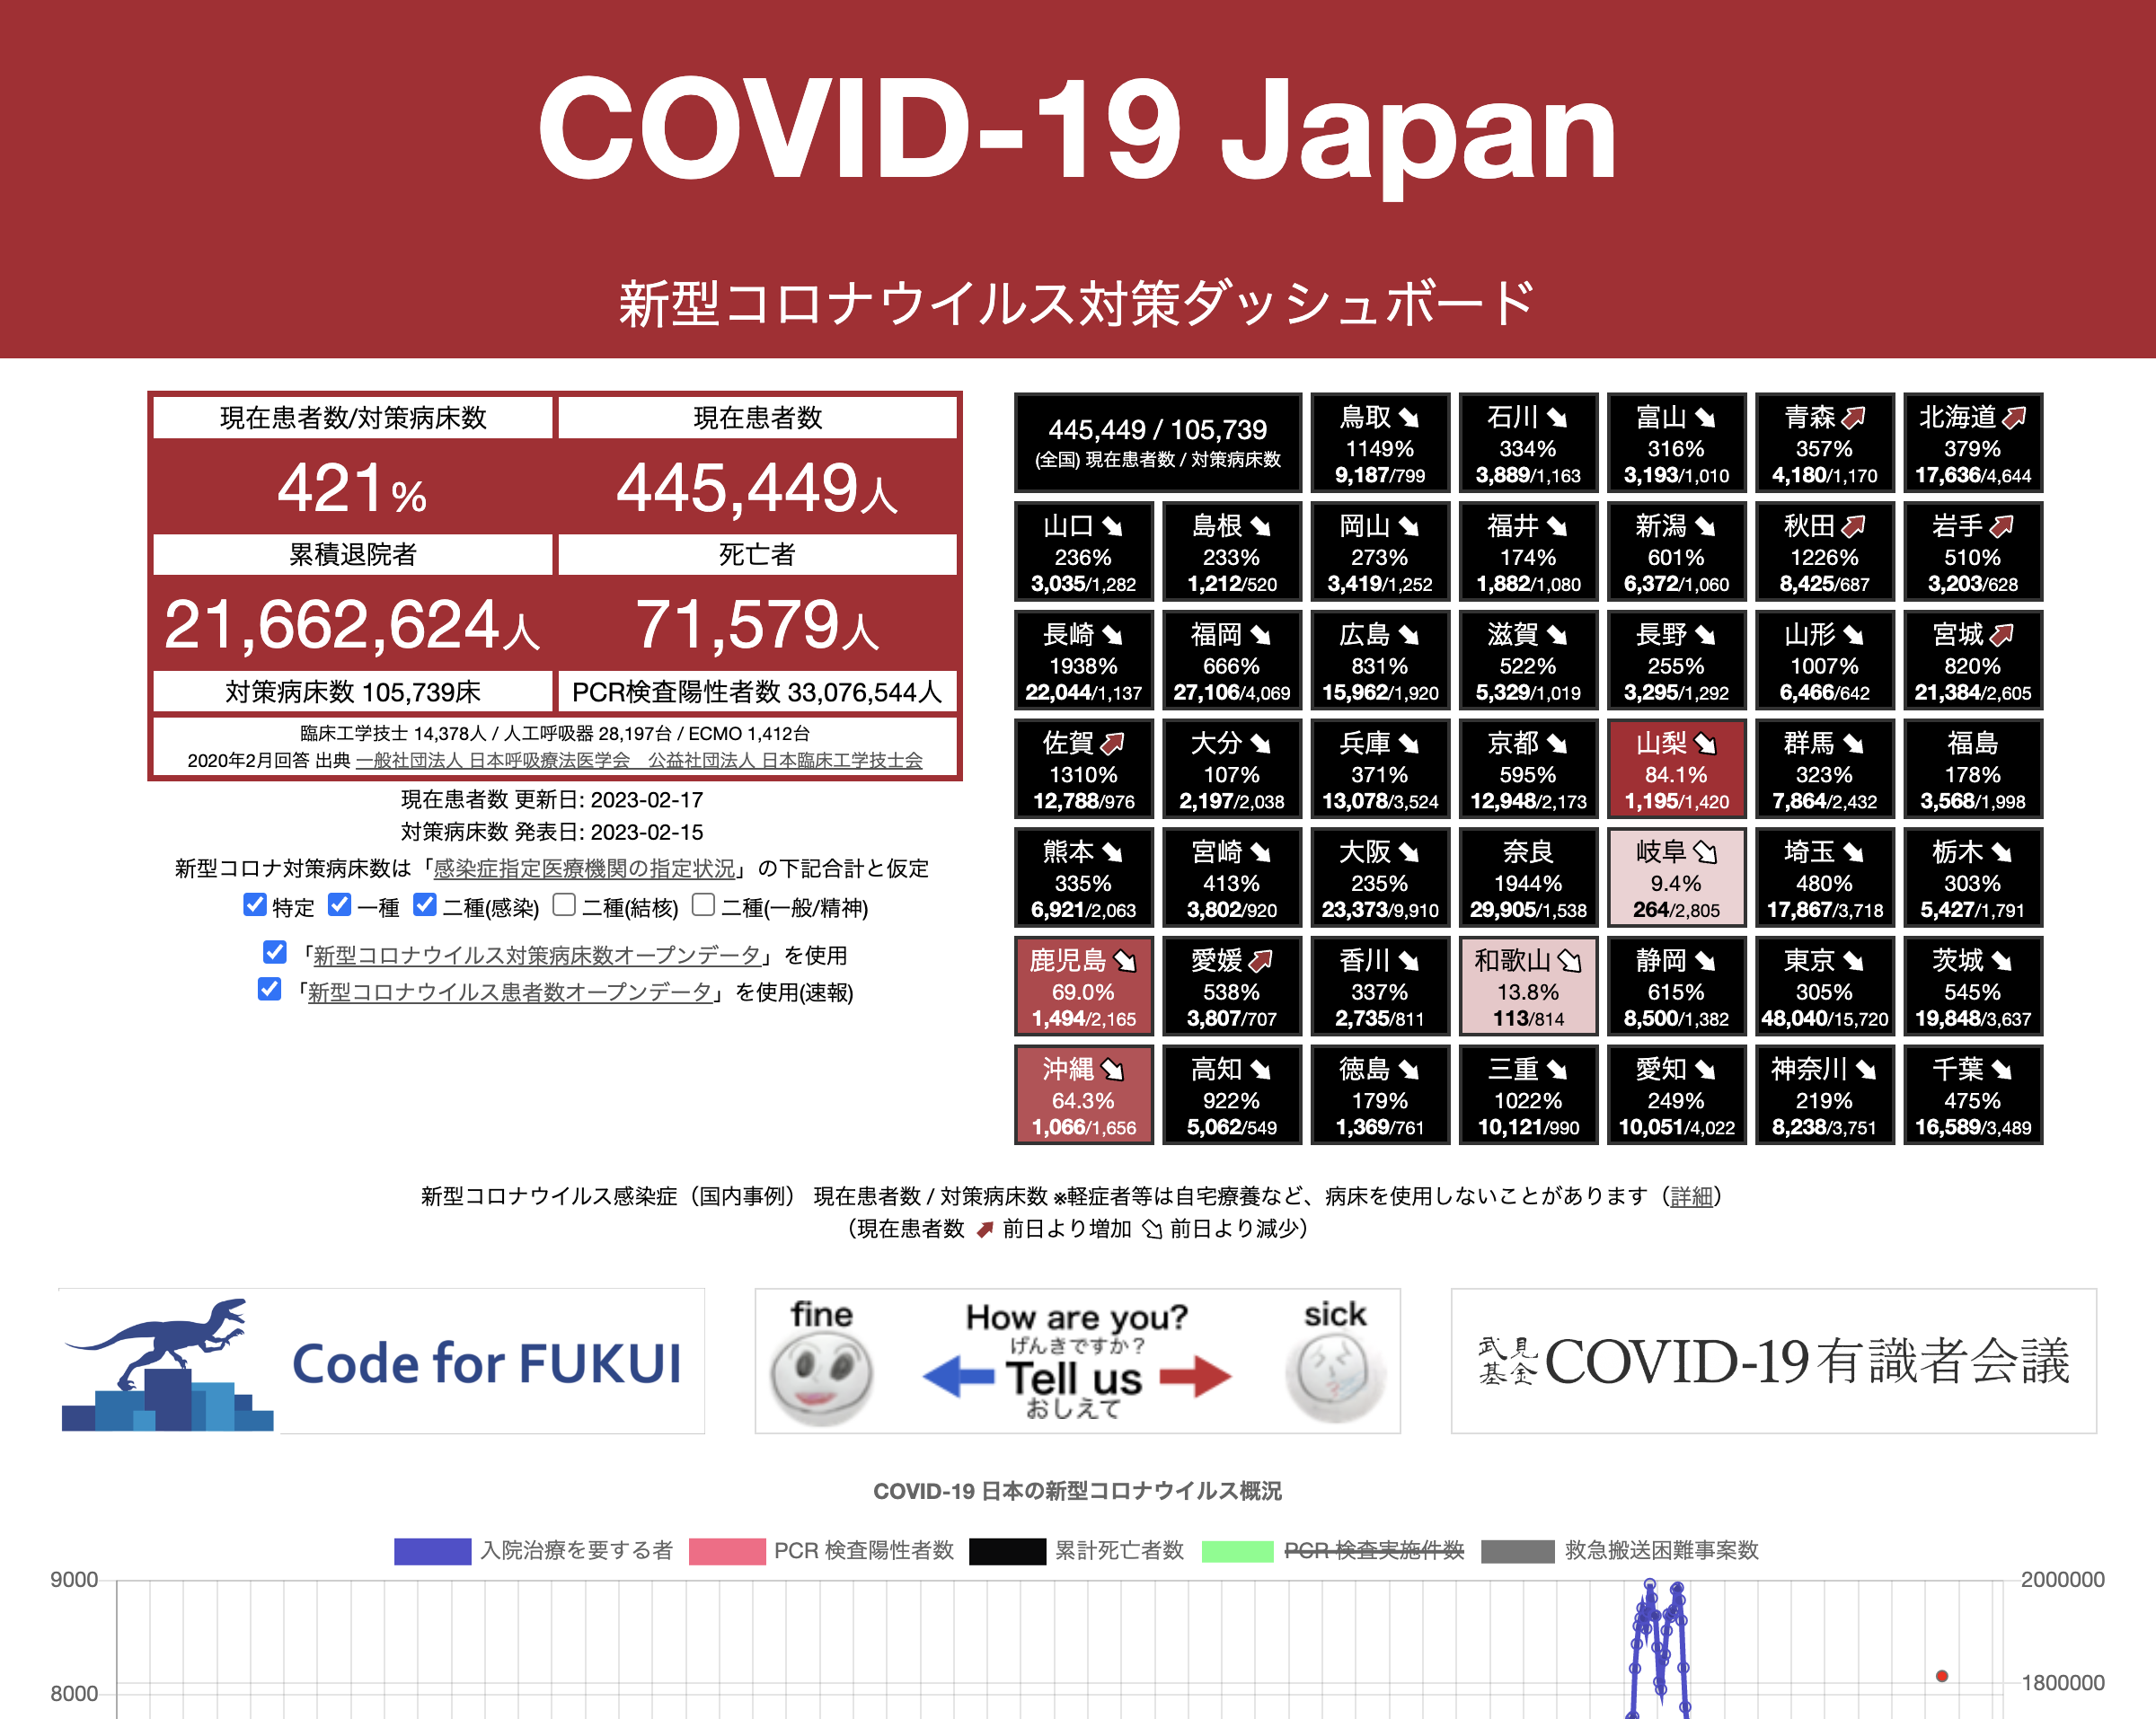 COVID-19 Japan
新型コロナウイルス対策ダッシュボード
現在患者数/対策病床数
現在患者数
421%
445,449人
累積退院者
死亡者
21,662,624人
71,579人
対策病床数 105,739床
PCR検査陽性者数 33,076,544人
臨床工学技士 14,378人 / 人工呼吸器 28,197台 / ECMO 1,412台
2020年2月回答 出典 一般社団法人 日本呼吸療法医学会　公益社団法人 日本臨床工学技士会
現在患者数 更新日: 2023-02-17
対策病床数 発表日: 2023-02-15
新型コロナ対策病床数は「感染症指定医療機関の指定状況」の下記合計と仮定
特定 一種 二種(感染) 二種(結核) 二種(一般/精神)
「新型コロナウイルス対策病床数オープンデータ」を使用
「新型コロナウイルス患者数オープンデータ」を使用(速報)
445,449 / 105,739
(全国) 現在患者数 / 対策病床数
鳥取
1149%
9,187/799
石川
334%
3,889/1,163
富山
316%
3,193/1,010
青森
357%
4,180/1,170
北海道
379%
17,636/4,644
山口
236%
3,035/1,282
島根
233%
1,212/520
岡山
273%
3,419/1,252
福井
174%
1,882/1,080
新潟
601%
6,372/1,060
秋田
1226%
8,425/687
岩手
510%
3,203/628
長崎
1938%
22,044/1,137
福岡
666%
27,106/4,069
広島
831%
15,962/1,920
滋賀
522%
5,329/1,019
長野
255%
3,295/1,292
山形
1007%
6,466/642
宮城
820%
21,384/2,605
佐賀
1310%
12,788/976
大分
107%
2,197/2,038
兵庫
371%
13,078/3,524
京都
595%
12,948/2,173
山梨
84.1%
1,195/1,420
群馬
323%
7,864/2,432
福島
178%
3,568/1,998
熊本
335%
6,921/2,063
宮崎
413%
3,802/920
大阪
235%
23,373/9,910
奈良
1944%
29,905/1,538
岐阜
9.4%
264/2,805
埼玉
480%
17,867/3,718
栃木
303%
5,427/1,791
鹿児島
69.0%
1,494/2,165
愛媛
538%
3,807/707
香川
337%
2,735/811
和歌山
13.8%
113/814
静岡
615%
8,500/1,382
東京
305%
48,040/15,720
茨城
545%
19,848/3,637
沖縄
64.3%
1,066/1,656
高知
922%
5,062/549
徳島
179%
1,369/761
三重
1022%
10,121/990
愛知
249%
10,051/4,022
神奈川
219%
8,238/3,751
千葉
475%
16,589/3,489
新型コロナウイルス感染症（国内事例） 現在患者数 / 対策病床数 ※軽症者等は自宅療養など、病床を使用しないことがあります（詳細）
（現在患者数 前日より増加 前日より減少）
Code for FUKUI
fine
How are you?
げんきですか？
Tell us
おしえて
sick
武見基金 COVID-19有識者会議
COVID-19 日本の新型コロナウイルス概況
入院治療を要する者 PCR 検査陽性者数 累計死亡者数 PCR 検査実施件数 救急搬送困難事案数
9000
2000000
8000
1800000